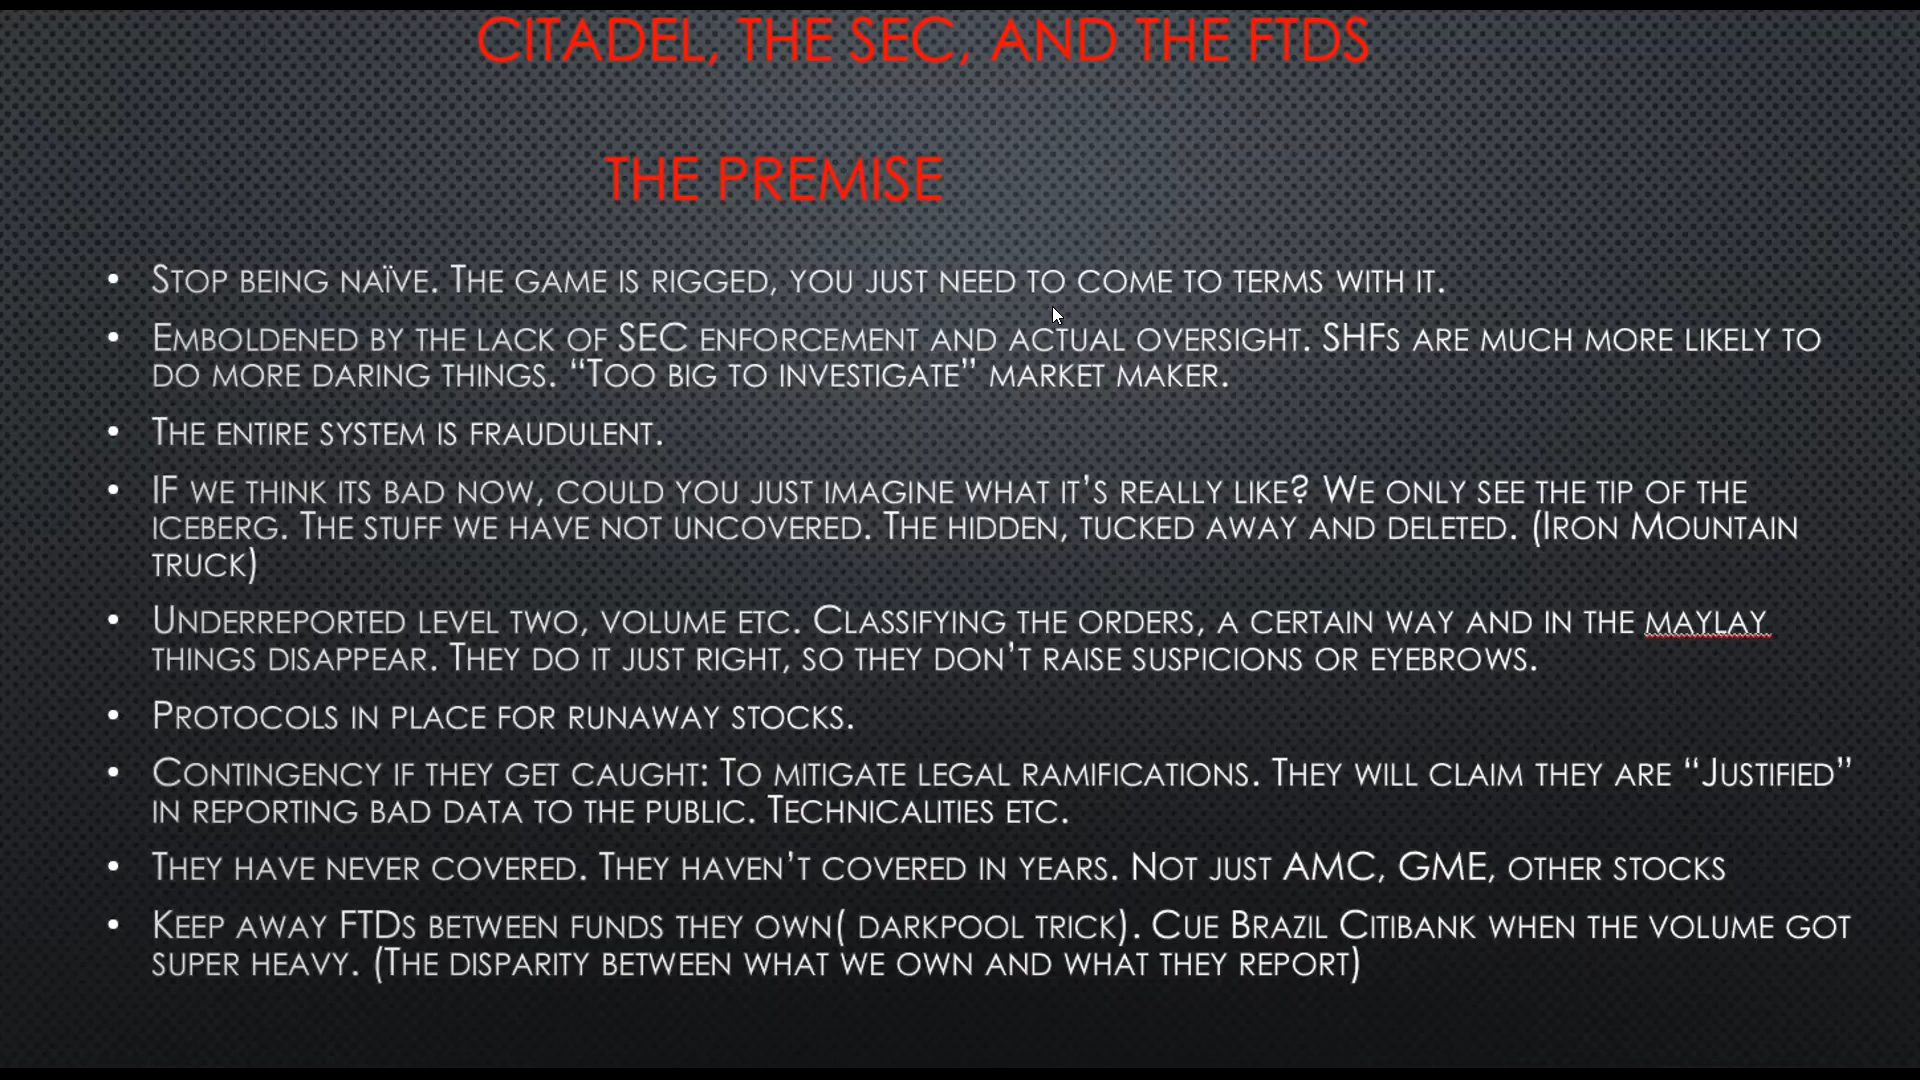 CITADEL, THE SEC, AND THE FTDS
THE PREMISE
• STOP BEING NAÏVE. THE GAME IS RIGGED, YOU JUST NEED TO COME TO TERMS WITH IT.
• EMBOLDENED BY THE LACK OF SEC ENFORCEMENT AND ACTUAL OVERSIGHT. SHFS ARE MUCH MORE LIKELY TO
DO MORE DARING THINGS. “TOO BIG TO INVESTIGATE” MARKET MAKER.
• THE ENTIRE SYSTEM IS FRAUDULENT.
• IF WE THINK ITS BAD NOW, COULD YOU JUST IMAGINE WHAT IT’S REALLY LIKE? WE ONLY SEE THE TIP OF THE
ICEBERG. THE STUFF WE HAVE NOT UNCOVERED. THE HIDDEN, TUCKED AWAY AND DELETED. (IRON MOUNTAIN
TRUCK)
• UNDERREPORTED LEVEL TWO, VOLUME ETC. CLASSIFYING THE ORDERS, A CERTAIN WAY AND IN THE MAYLAY
THINGS DISAPPEAR. THEY DO IT JUST RIGHT, SO THEY DON’T RAISE SUSPICIONS OR EYEBROWS.
• PROTOCOLS IN PLACE FOR RUNAWAY STOCKS.
• CONTINGENCY IF THEY GET CAUGHT: TO MITIGATE LEGAL RAMIFICATIONS. THEY WILL CLAIM THEY ARE “JUSTIFIED”
IN REPORTING BAD DATA TO THE PUBLIC. TECHNICALITIES ETC.
• THEY HAVE NEVER COVERED. THEY HAVEN’T COVERED IN YEARS. NOT JUST AMC, GME, OTHER STOCKS
• KEEP AWAY FTDS BETWEEN FUNDS THEY OWN( DARKPOOL TRICK). CUE BRAZIL CITIBANK WHEN THE VOLUME GOT
SUPER HEAVY. (THE DISPARITY BETWEEN WHAT WE OWN AND WHAT THEY REPORT)